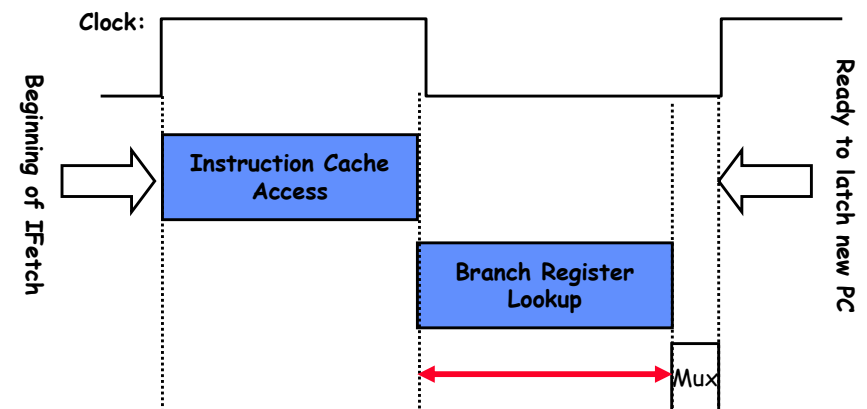 Clock:
Beginning of IFetch
Instruction Cache
Access
Ready to latch new PC
Branch Register
Lookup
Mux